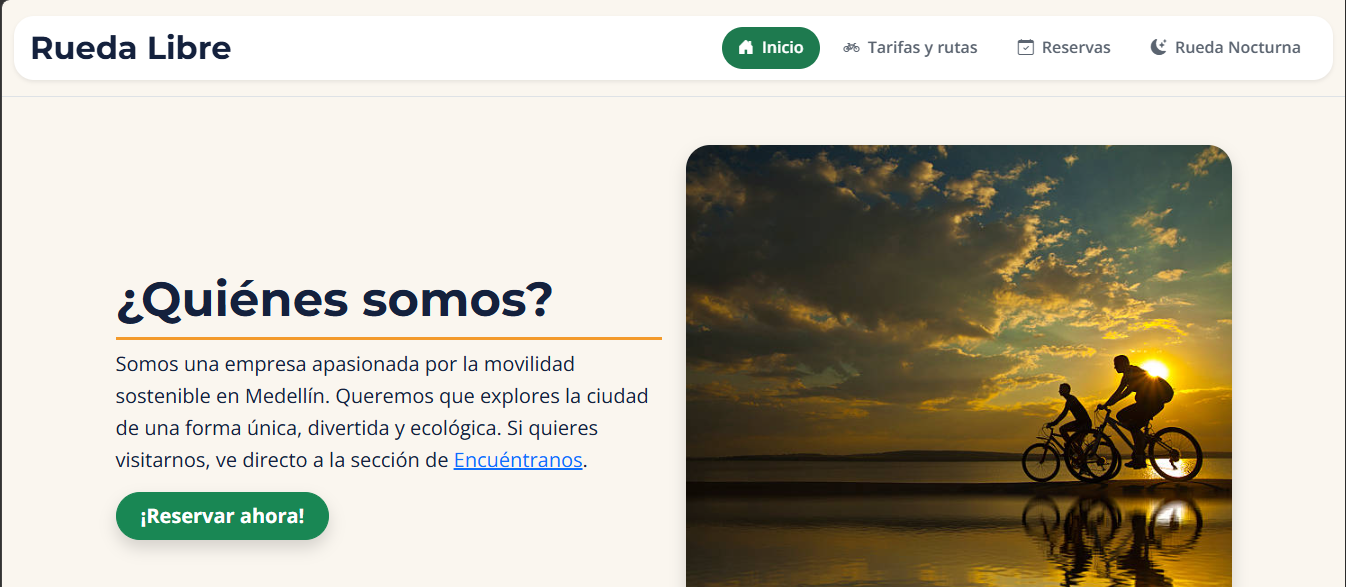 Rueda Libre
Inicio
Tarifas y rutas
Reservas
Rueda Nocturna
¿Quiénes somos?
Somos una empresa apasionada por la movilidad
sostenible en Medellín. Queremos que explores la ciudad
de una forma única, divertida y ecológica. Si quieres
visitarnos, ve directo a la sección de Encuéntranos.
¡Reservar ahora!